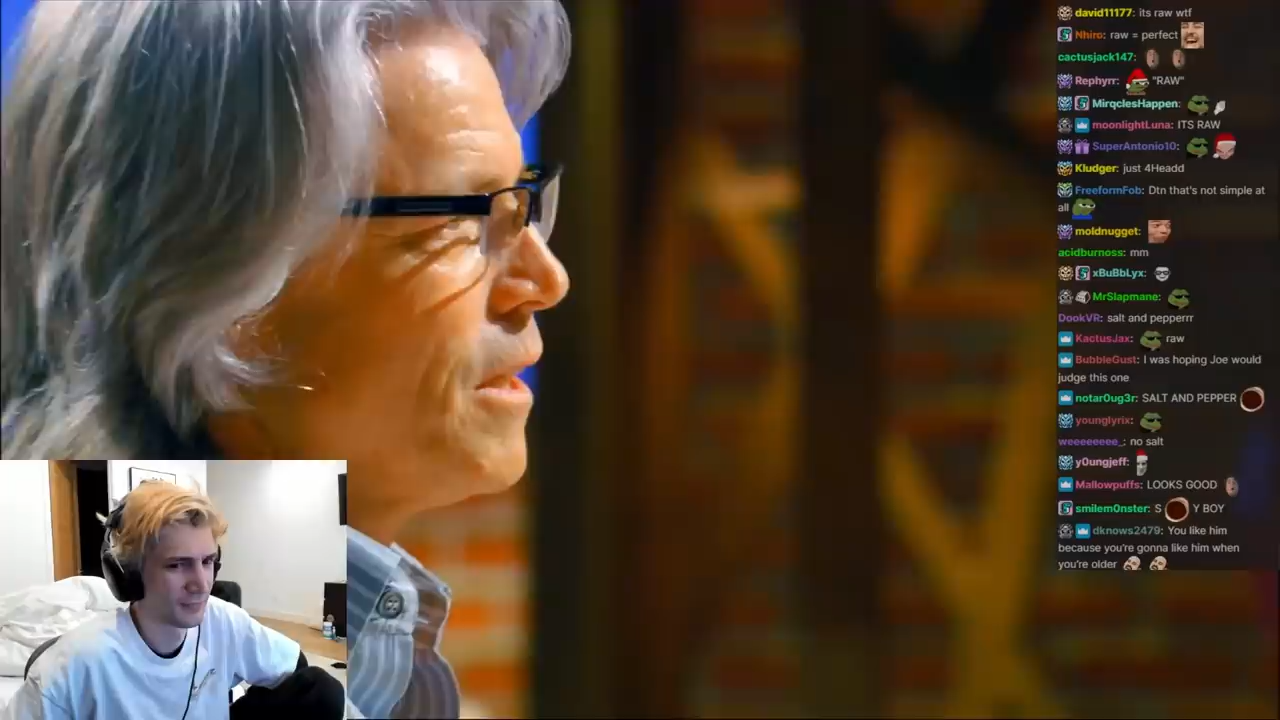 david11177: its raw wtf
Nhiro: raw = perfect
cactusjack147:
Rephyrr: "RAW"
MirqclesHappen:
moonlightLuna: ITS RAW
SuperAntonio10:
Kludger: just 4Headd
FreeformFob: Dtn that's not simple at
all
moldnugget:
acidburnoss: mm
xBuBbLyx:
MrSlapmane:
DookVR: salt and pepperrr
KactusJax: raw
BubbleGust: I was hoping Joe would
judge this one
notar0ug3r: SALT AND PEPPER
younglyrix:
weeeeeeee_: no salt
y0ungjeff:
Mallowpuffs: LOOKS GOOD
smilem0nster: S Y BOY
dknows2479: You like him
because you're gonna like him when
you're older